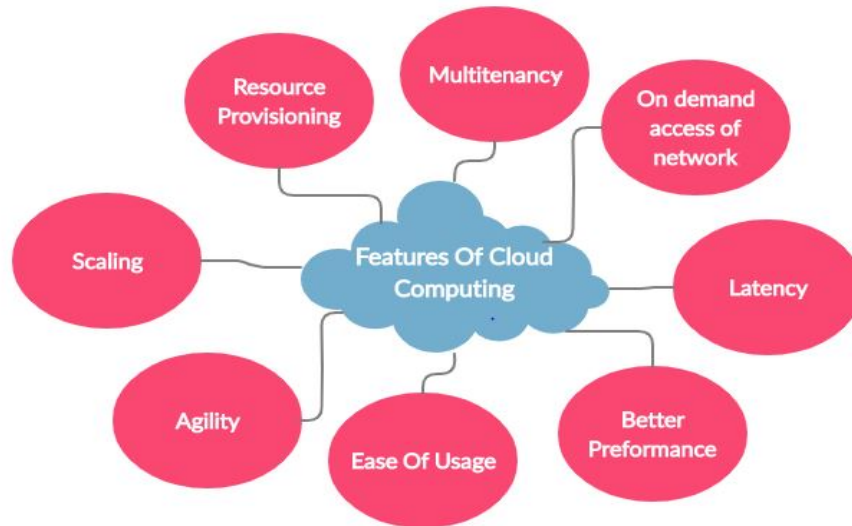 Multitenancy
Resource
Provisioning
On demand
access of
network
Scaling
Features Of Cloud
Computing
Latency
Agility
Ease Of Usage
Better
Preformance